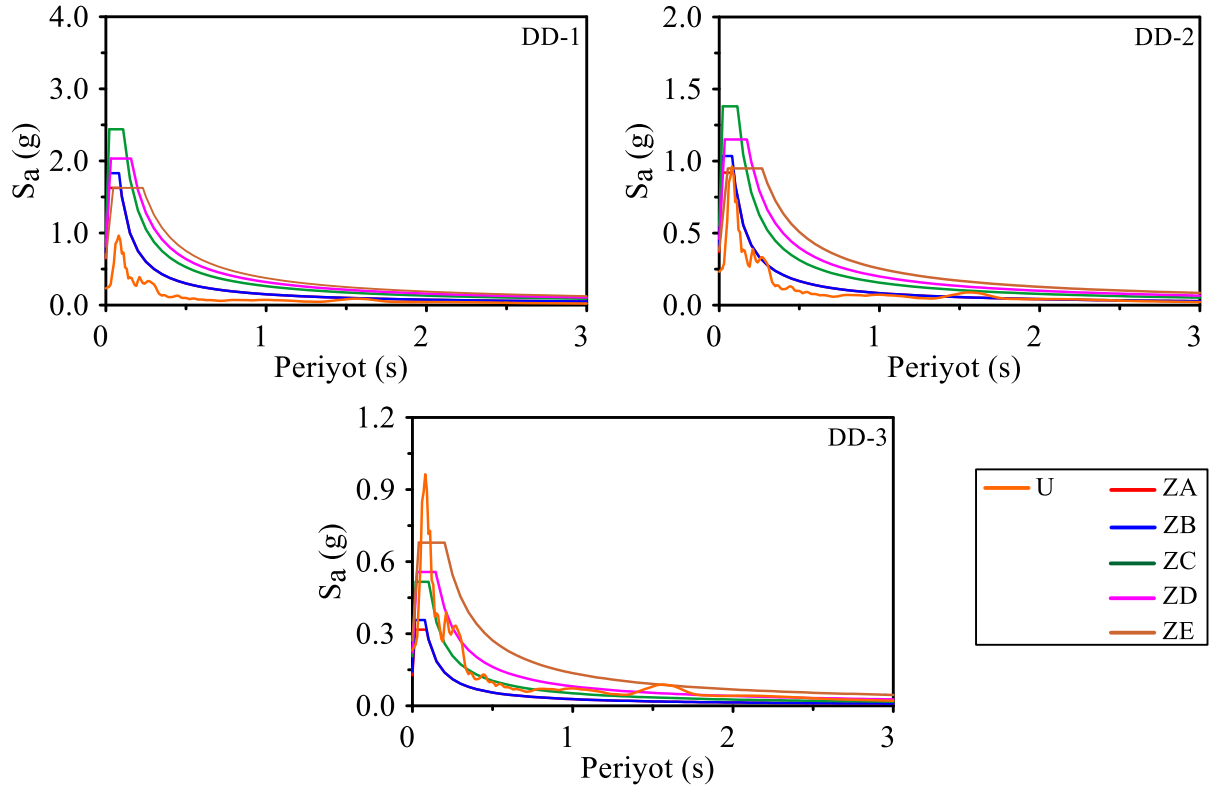 4.0
3.0
2.0
1.0
0.0
Sa (g)
DD-1
0
1
2
3
Periyot (s)
2.0
1.5
1.0
0.5
0.0
Sa (g)
DD-2
0
1
2
3
Periyot (s)
1.2
0.9
0.6
0.3
0.0
Sa (g)
DD-3
0
1
2
3
Periyot (s)
U
ZA
ZB
ZC
ZD
ZE